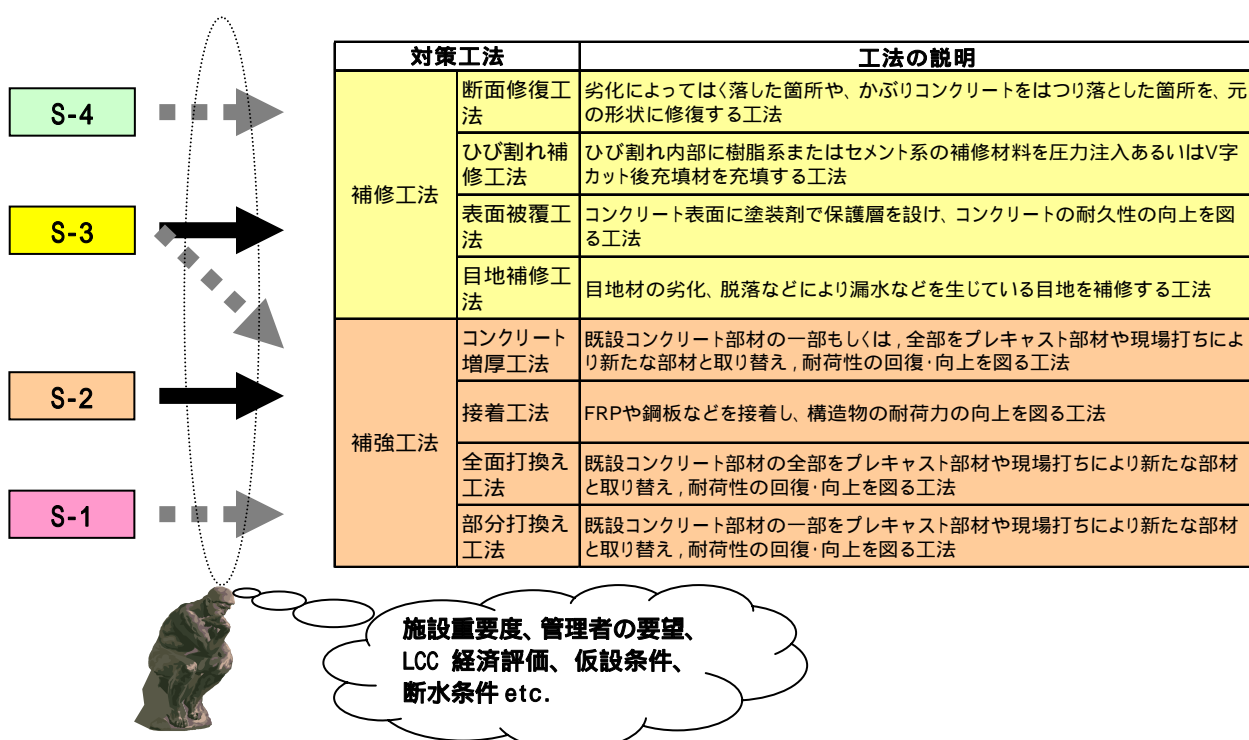 対策工法
工法の説明
S-4
S-3
S-2
S-1
補修工法
断面修復工
法
劣化によってはく落した箇所や、かぶりコンクリートをはつり落とした箇所を、元
の形状に修復する工法
ひび割れ補
修工法
ひび割れ内部に樹脂系またはセメント系の補修材料を圧力注入あるいはV字
カット後充填材を充填する工法
表面被覆工
法
コンクリート表面に塗装剤で保護層を設け、コンクリートの耐久性の向上を図
る工法
目地補修工
法
目地材の劣化、脱落などにより漏水などを生じている目地を補修する工法
補強工法
コンクリート
増厚工法
既設コンクリート部材の一部もしくは，全部をプレキャスト部材や現場打ちによ
り新たな部材と取り替え，耐荷性の回復・向上を図る工法
接着工法
FRPや鋼板などを接着し、構造物の耐荷力の向上を図る工法
全面打換え
工法
既設コンクリート部材の全部をプレキャスト部材や現場打ちにより新たな部材
と取り替え，耐荷性の回復・向上を図る工法
部分打換え
工法
既設コンクリート部材の一部をプレキャスト部材や現場打ちにより新たな部材
と取り替え，耐荷性の回復・向上を図る工法
施設重要度、管理者の要望、
LCC 経済評価、仮設条件、
断水条件 etc.